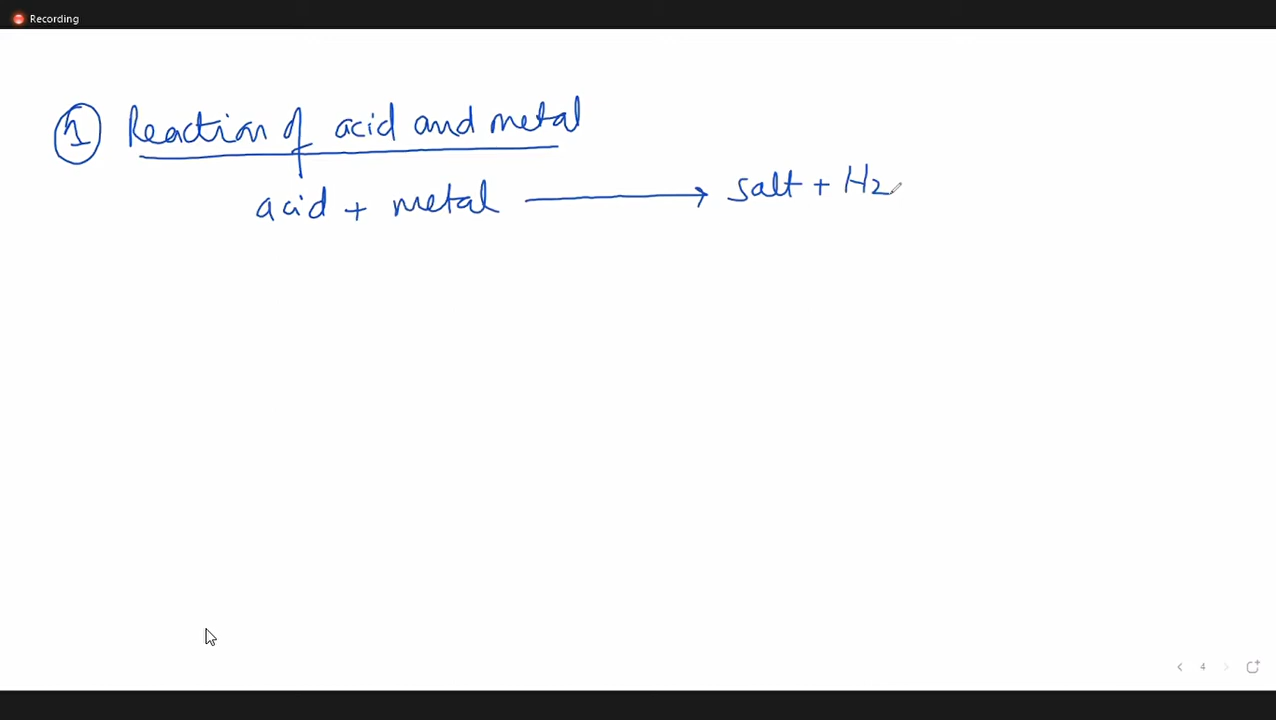 Recording
1 Reaction of acid and metal
acid + metal ⟶ salt + H2
4